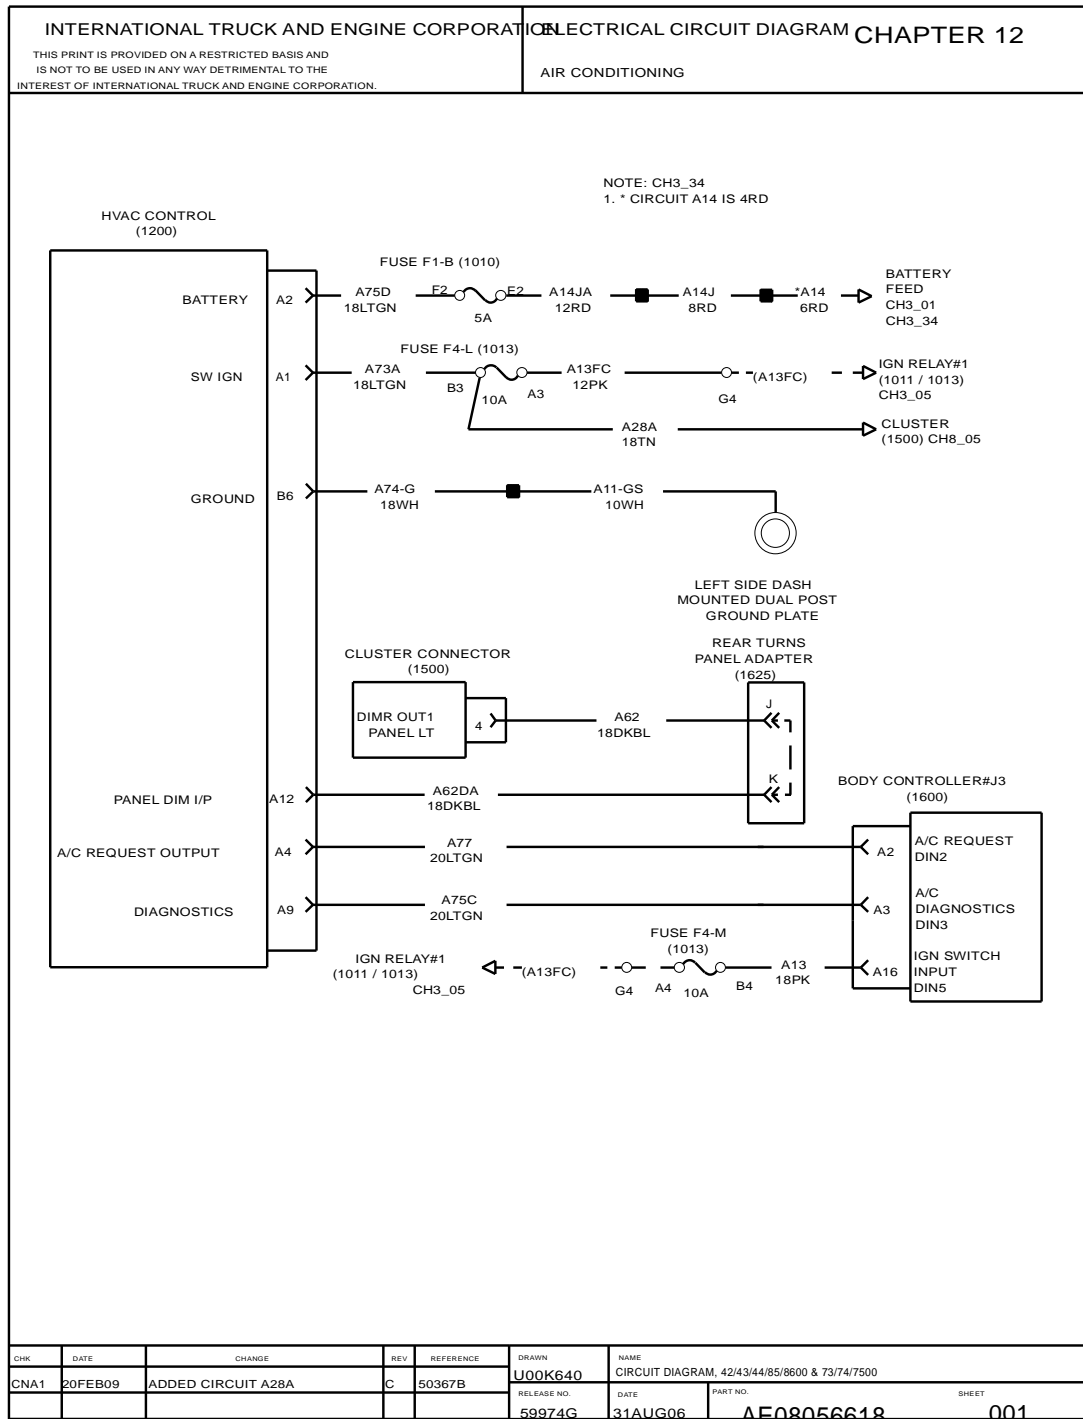 INTERNATIONAL TRUCK AND ENGINE CORPORATION
THIS PRINT IS PROVIDED ON A RESTRICTED BASIS AND
IS NOT TO BE USED IN ANY WAY DETRIMENTAL TO THE
INTEREST OF INTERNATIONAL TRUCK AND ENGINE CORPORATION.
ELECTRICAL CIRCUIT DIAGRAM
CHAPTER 12
AIR CONDITIONING
NOTE: CH3_34
1. * CIRCUIT A14 IS 4RD
HVAC CONTROL
(1200)
FUSE F1-B (1010)
BATTERY
A2
A75D
18LTGN
F2
E2
5A
A14JA
12RD
A14J
8RD
*A14
6RD
BATTERY
FEED
CH3_01
CH3_34
FUSE F4-L (1013)
SW IGN
A1
A73A
18LTGN
B3
10A
A3
A13FC
12PK
G4
(A13FC)
IGN RELAY#1
(1011 / 1013)
CH3_05
A28A
18TN
CLUSTER
(1500) CH8_05
GROUND
B6
A74-G
18WH
A11-GS
10WH
LEFT SIDE DASH
MOUNTED DUAL POST
GROUND PLATE
CLUSTER CONNECTOR
(1500)
REAR TURNS
PANEL ADAPTER
(1625)
DIMR OUT1
PANEL LT
4
A62
18DKBL
J
K
PANEL DIM I/P
A12
A62DA
18DKBL
BODY CONTROLLER#J3
(1600)
A/C REQUEST OUTPUT
A4
A77
20LTGN
A2
A/C REQUEST
DIN2
DIAGNOSTICS
A9
A75C
20LTGN
A3
A/C
DIAGNOSTICS
DIN3
IGN RELAY#1
(1011 / 1013)
CH3_05
(A13FC)
G4
FUSE F4-M
(1013)
A4
10A
B4
A13
18PK
A16
IGN SWITCH
INPUT
DIN5
CHK
DATE
CHANGE
REV
REFERENCE
DRAWN
NAME
CNA1
20FEB09
ADDED CIRCUIT A28A
C
50367B
U00K640
CIRCUIT DIAGRAM, 42/43/44/85/8600 & 73/74/7500
RELEASE NO.
DATE
PART NO.
SHEET
59974G
31AUG06
AE08056618
001